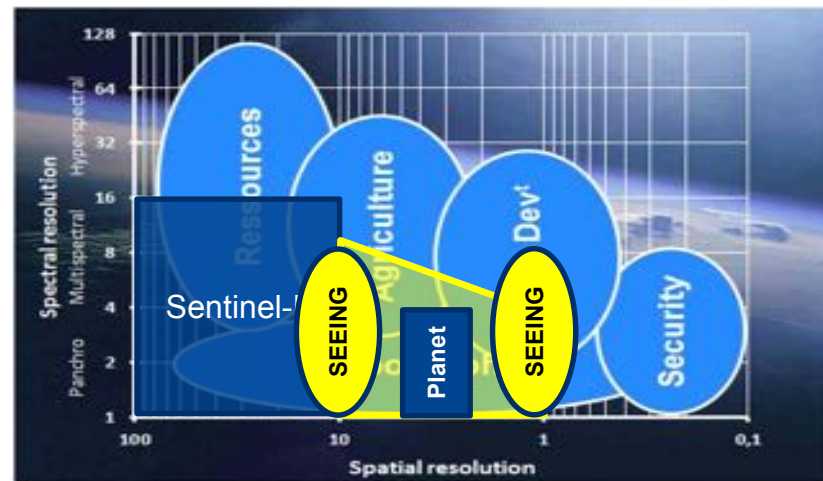 128
64
32
16
8
4
2
1
100
10
1
0,1
Spectral resolution
Panchro
Multispectral
Hyperspectral
Spatial resolution
Ressources
Agriculture
Devᵗ
Security
Sentinel-
SEEING
Planet
SEEING